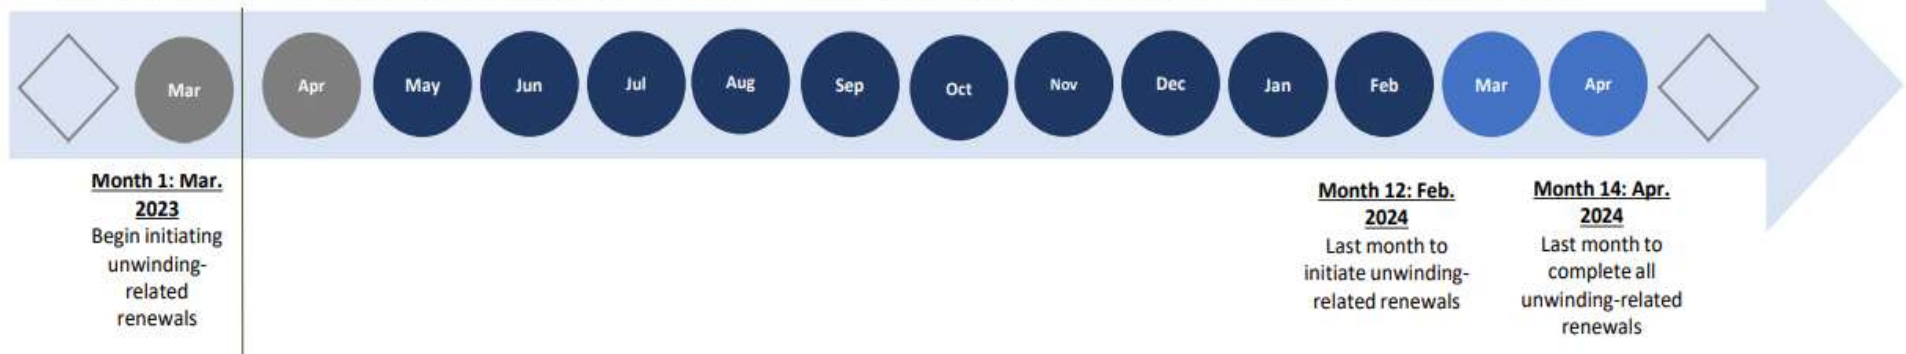 Mar Apr May Jun Jul Aug Sep Oct Nov Dec Jan Feb Mar Apr
Month 1: Mar.
2023
Begin initiating
unwinding-
related
renewals
Month 12: Feb.
2024
Last month to
initiate unwinding-
related renewals
Month 14: Apr.
2024
Last month to
complete all
unwinding-related
renewals